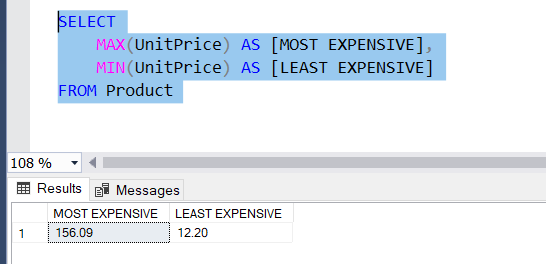 SELECT
MAX(UnitPrice) AS [MOST EXPENSIVE],
MIN(UnitPrice) AS [LEAST EXPENSIVE]
FROM Product
108 %
Results Messages
MOST EXPENSIVE LEAST EXPENSIVE
1 156.09 12.20